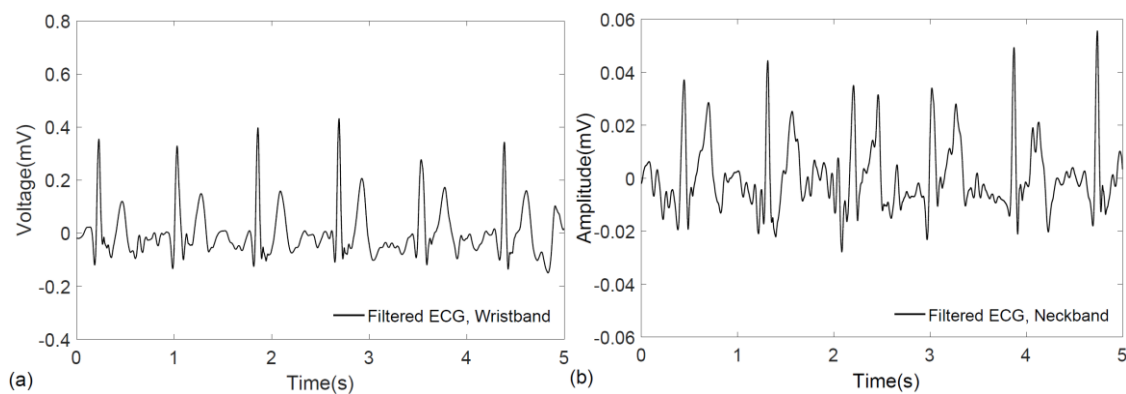 0.8
0.6
0.4
0.2
0
-0.2
-0.4
Voltage(mV)
0 1 2 3 4 5
Time(s)
Filtered ECG, Wristband
(a)
0.06
0.04
0.02
0
-0.02
-0.04
-0.06
Amplitude(mV)
0 1 2 3 4 5
Time(s)
Filtered ECG, Neckband
(b)